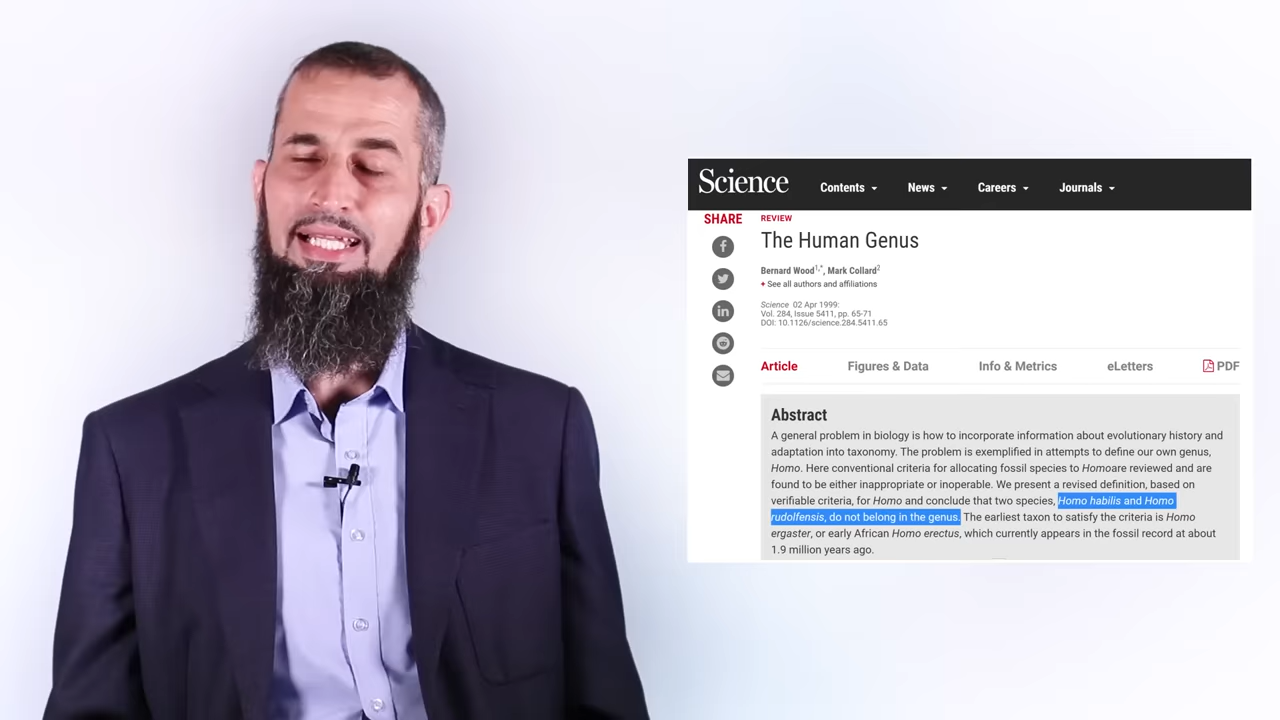 Science
Contents
News
Careers
Journals
SHARE
REVIEW
The Human Genus
Bernard Wood1,*, Mark Collard2
+ See all authors and affiliations
Science 02 Apr 1999:
Vol. 284, Issue 5411, pp. 65-71
DOI: 10.1126/science.284.5411.65
Article
Figures & Data
Info & Metrics
eLetters
PDF
Abstract
A general problem in biology is how to incorporate information about evolutionary history and
adaptation into taxonomy. The problem is exemplified in attempts to define our own genus,
Homo. Here conventional criteria for allocating fossil species to Homoare reviewed and are
found to be either inappropriate or inoperable. We present a revised definition, based on
verifiable criteria, for Homo and conclude that two species, Homo habilis and Homo
rudolfensis, do not belong in the genus. The earliest taxon to satisfy the criteria is Homo
ergaster, or early African Homo erectus, which currently appears in the fossil record at about
1.9 million years ago.